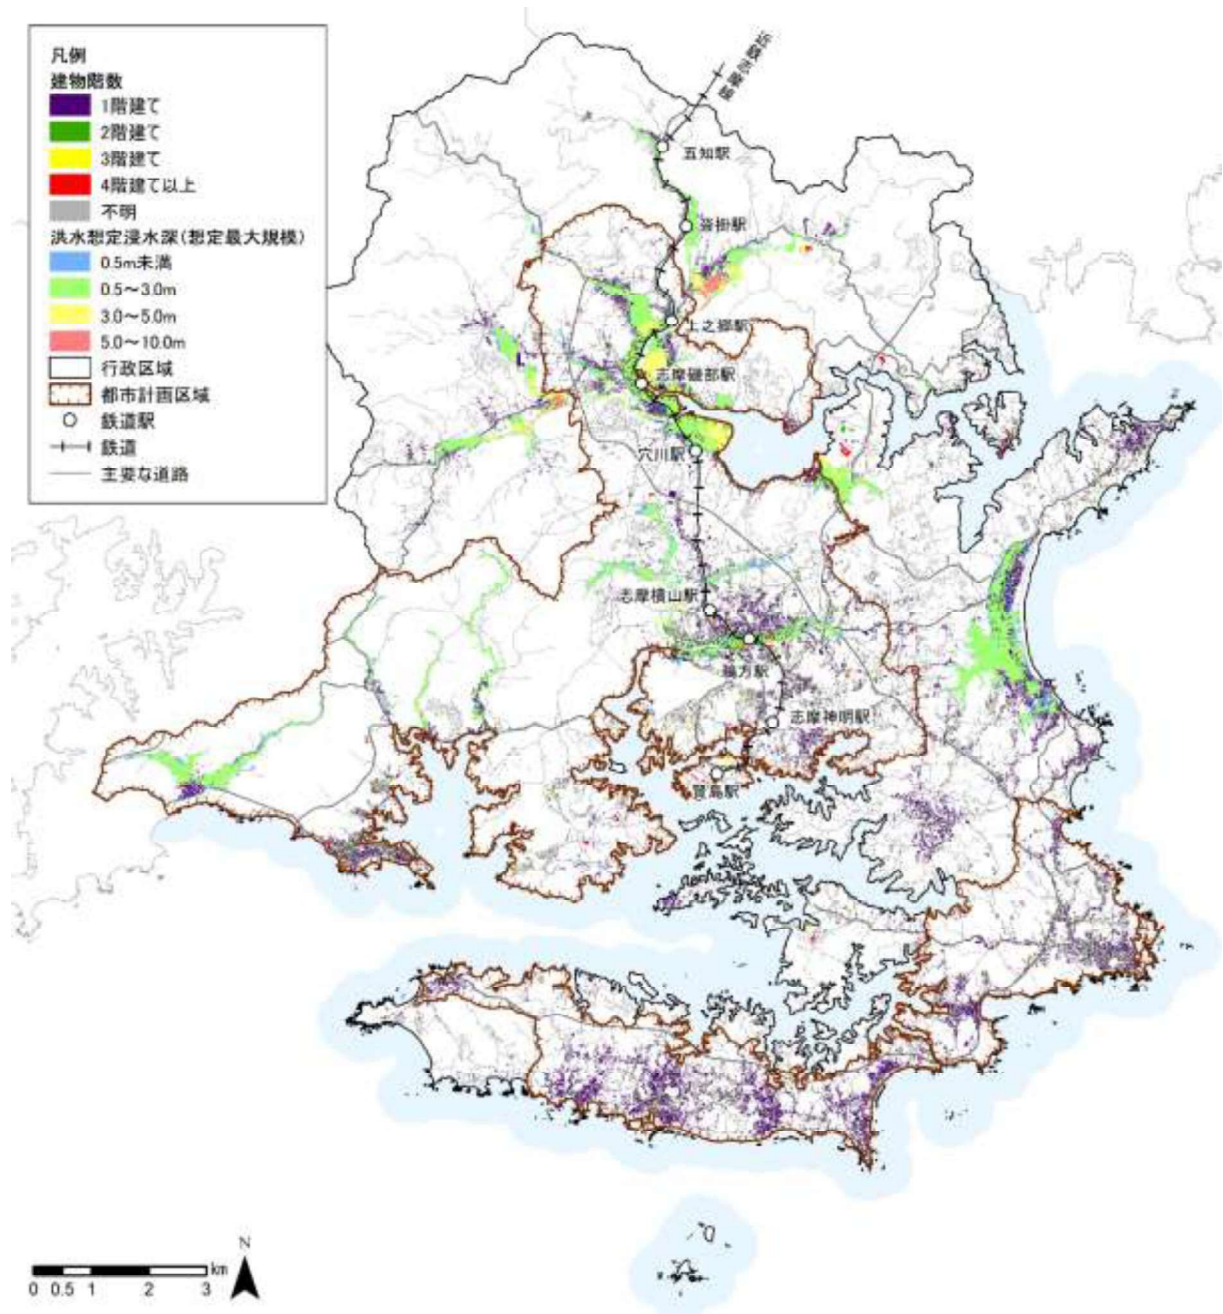 凡例
建物階数
1階建て
2階建て
3階建て
4階建て以上
不明
洪水想定浸水深(想定最大規模)
0.5m未満
0.5～3.0m
3.0～5.0m
5.0～10.0m
行政区域
都市計画区域
鉄道駅
鉄道
主要な道路
近鉄志摩線
五知駅
沓掛駅
上之郷駅
志摩磯部駅
穴川駅
志摩横山駅
鵜方駅
志摩神明駅
賢島駅
N
km
0 0.5 1 2 3